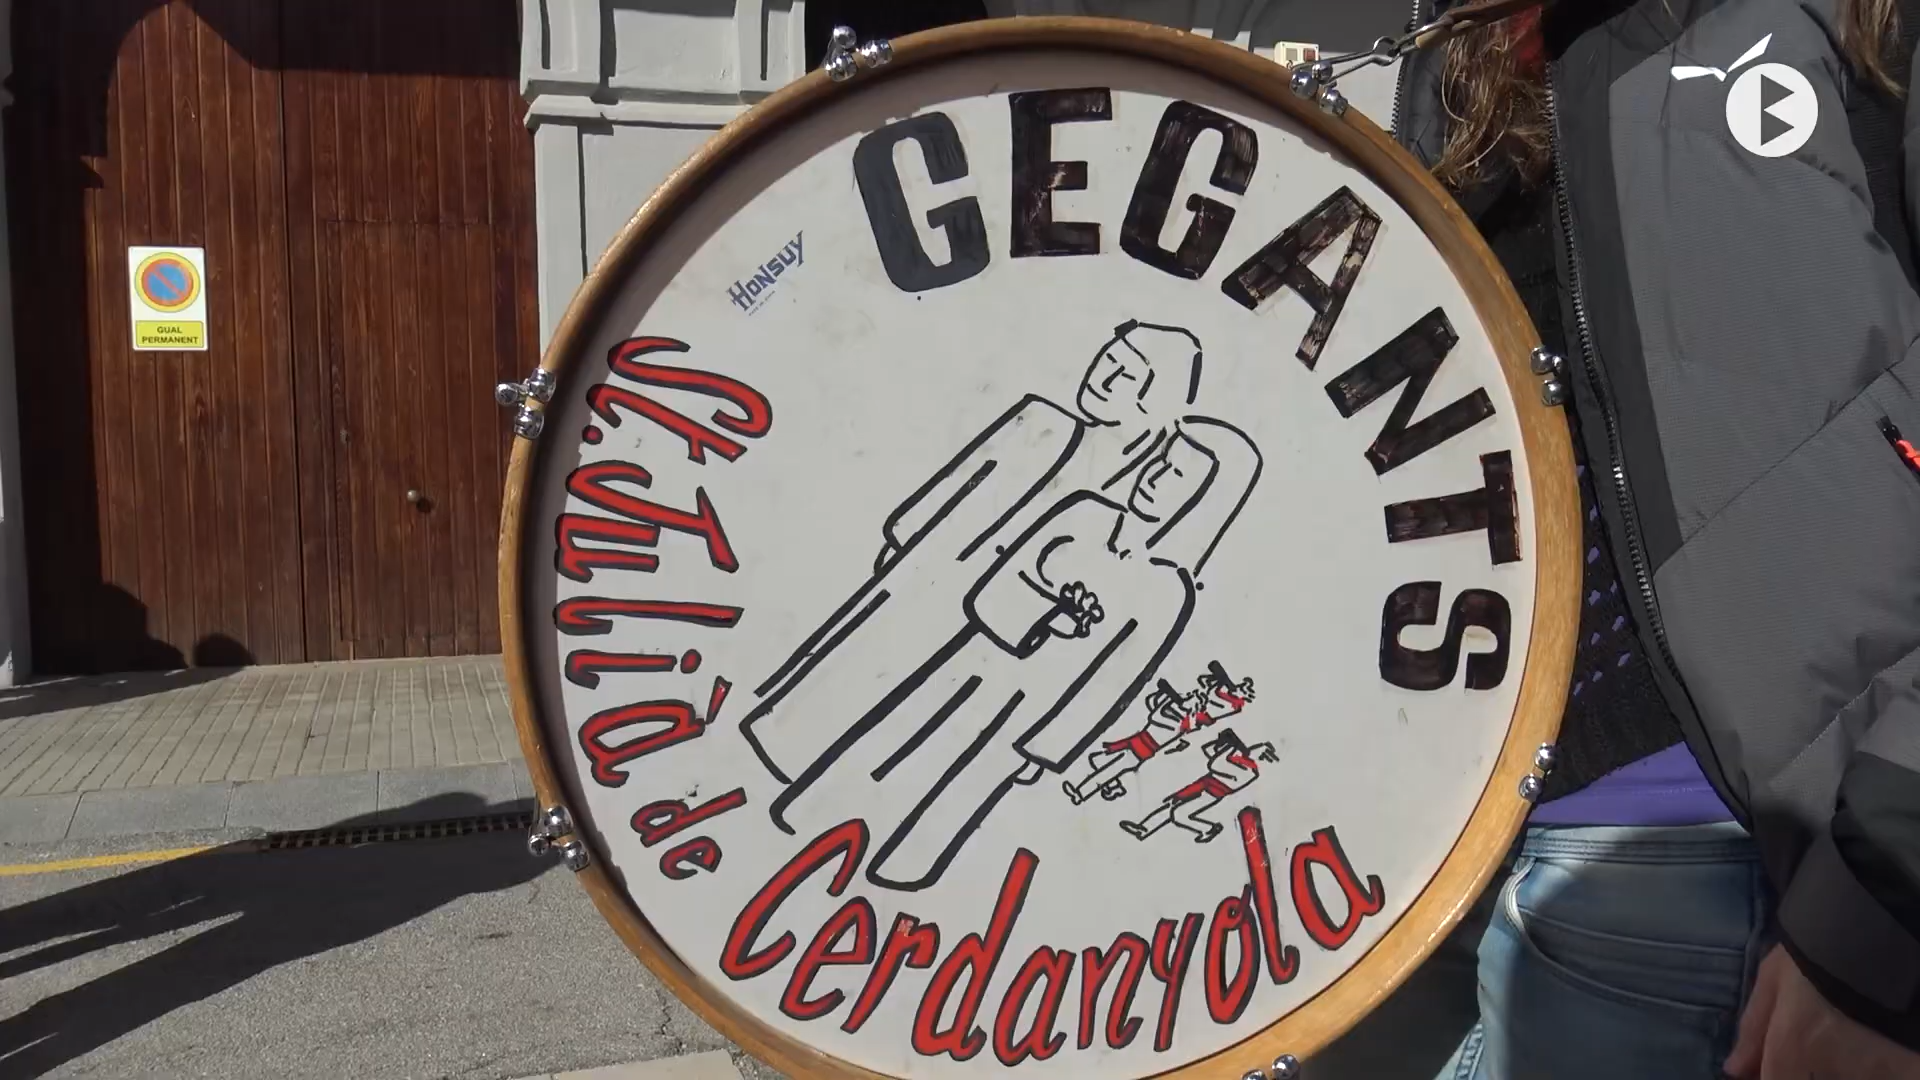 GEGANTS
HONSUY
St. Julià de
Cerdanyola
GUAL
PERMANENT